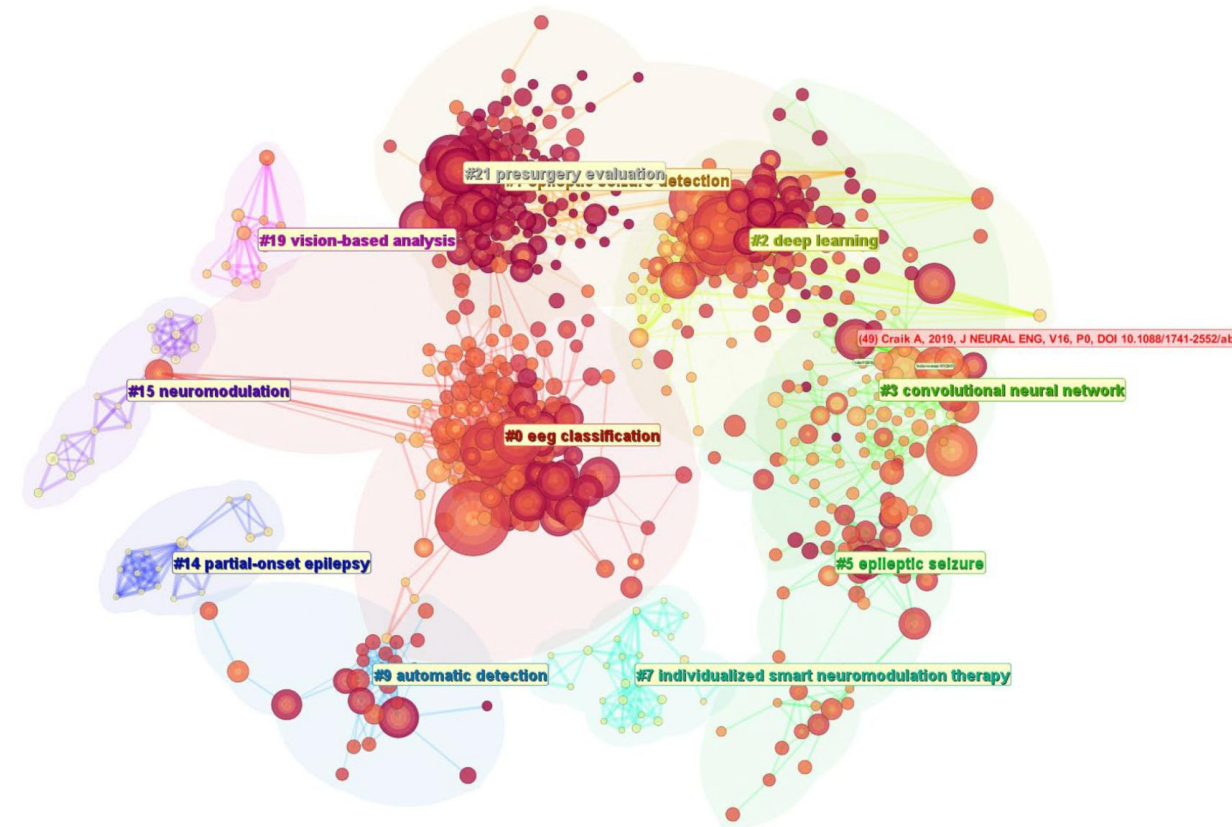 #21 presurgery evaluation
epileptic seizure detection
#19 vision-based analysis
#2 deep learning
(49) Craik A, 2019, J NEURAL ENG, V16, P0, DOI 10.1088/1741-2552/ab
#15 neuromodulation
#3 convolutional neural network
#0 eeg classification
#14 partial-onset epilepsy
#5 epileptic seizure
#9 automatic detection
#7 individualized smart neuromodulation therapy